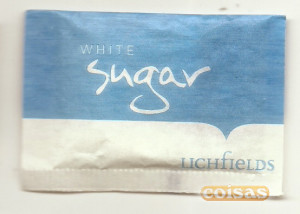 WHITE
sugar
LICHfIELDS
coisas